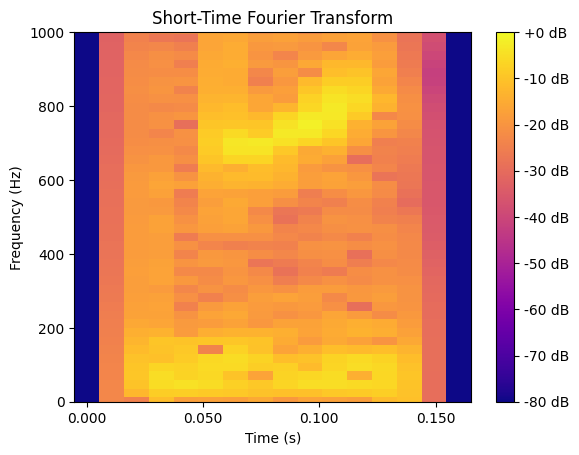 Short-Time Fourier Transform
1000
800
600
400
200
0
Frequency (Hz)
0.000
0.050
0.100
0.150
Time (s)
+0 dB
-10 dB
-20 dB
-30 dB
-40 dB
-50 dB
-60 dB
-70 dB
-80 dB